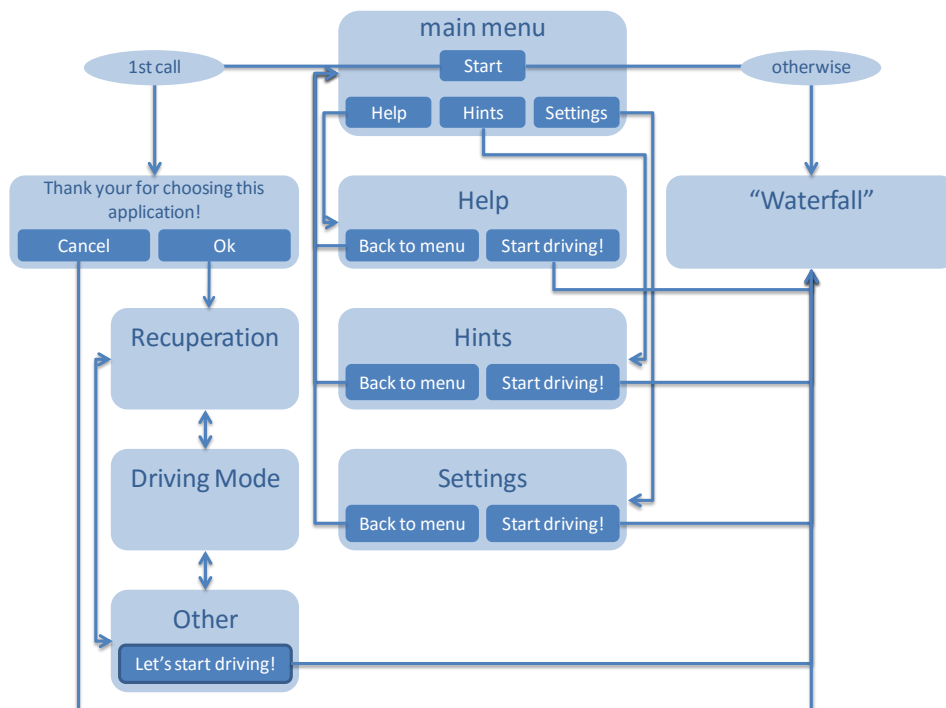 main menu
1st call
Start
otherwise
Help
Hints
Settings
Thank your for choosing this
application!
Cancel
Ok
Help
Back to menu
Start driving!
“Waterfall”
Recuperation
Hints
Back to menu
Start driving!
Driving Mode
Settings
Back to menu
Start driving!
Other
Let’s start driving!